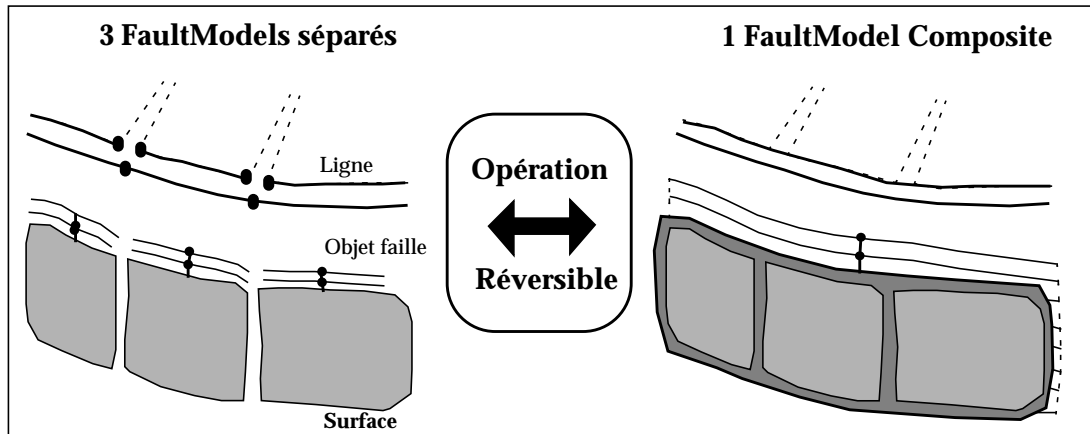 3 FaultModels séparés
1 FaultModel Composite
Ligne
Opération
Objet faille
Réversible
Surface